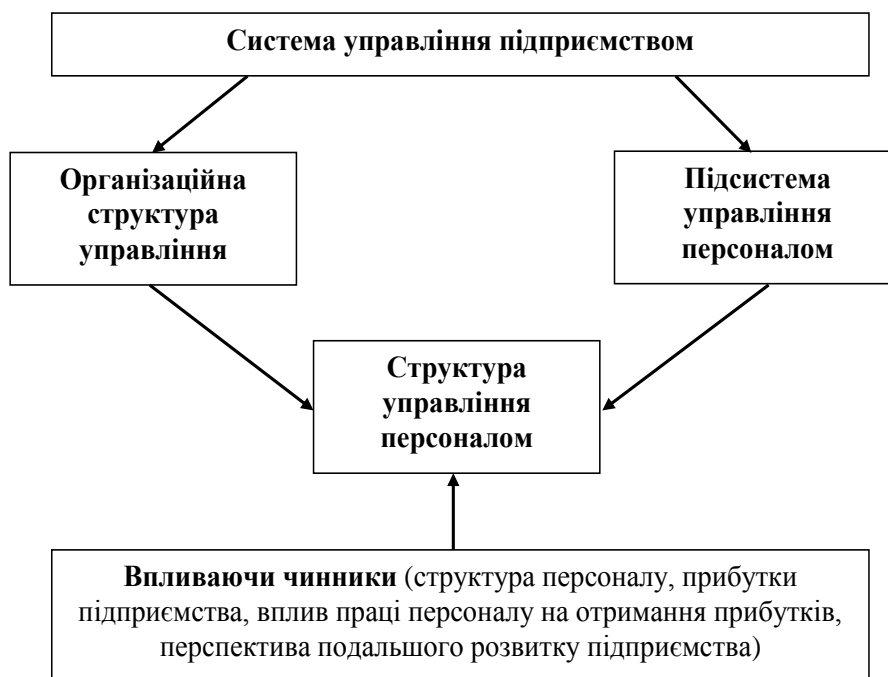 Система управління підприємством
Організаційна
структура
управління
Підсистема
управління
персоналом
Структура
управління
персоналом
Впливаючи чинники (структура персоналу, прибутки
підприємства, вплив праці персоналу на отримання прибутків,
перспектива подальшого розвитку підприємства)